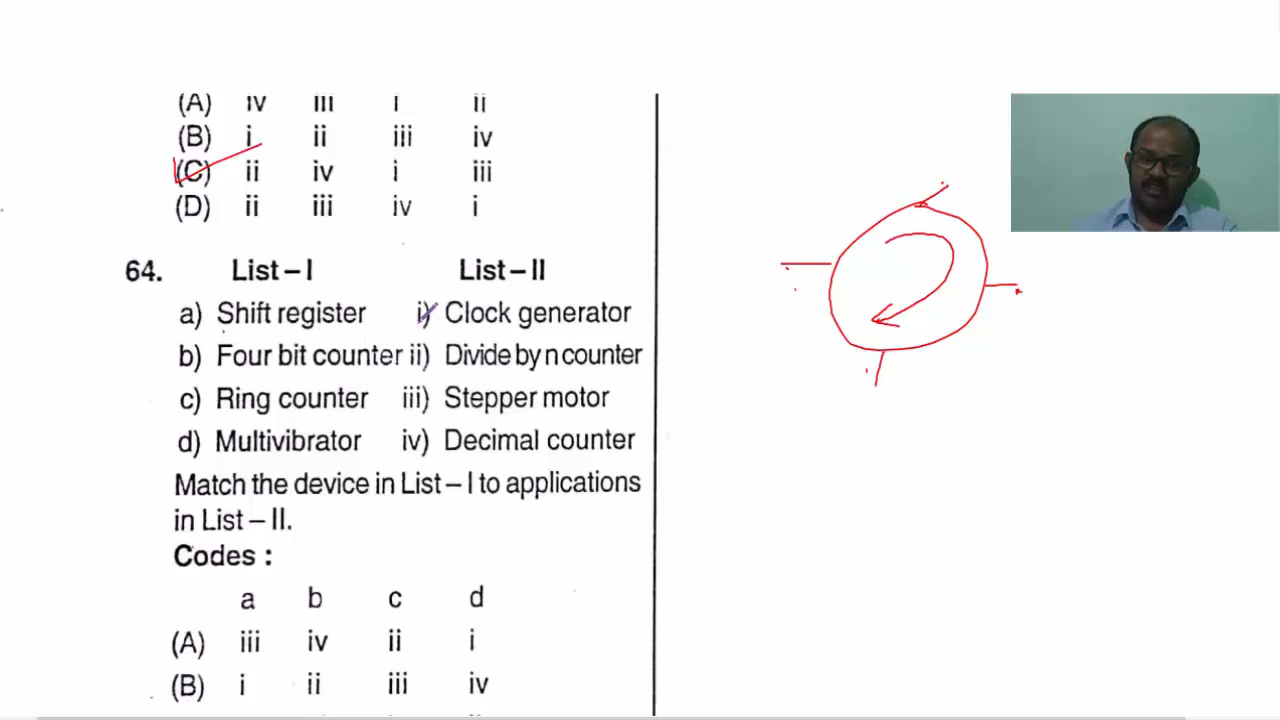 (A) iv iii i ii
(B) i ii iii iv
(C) ii iv i iii
(D) ii iii iv i
64. List – I List – II
a) Shift register i) Clock generator
b) Four bit counter ii) Divide by n counter
c) Ring counter iii) Stepper motor
d) Multivibrator iv) Decimal counter
Match the device in List – I to applications
in List – II.
Codes :
a b c d
(A) iii iv ii i
(B) i ii iii iv